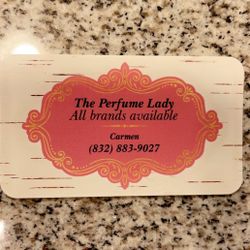 The Perfume Lady
All brands available
Carmen
(832) 883-9027